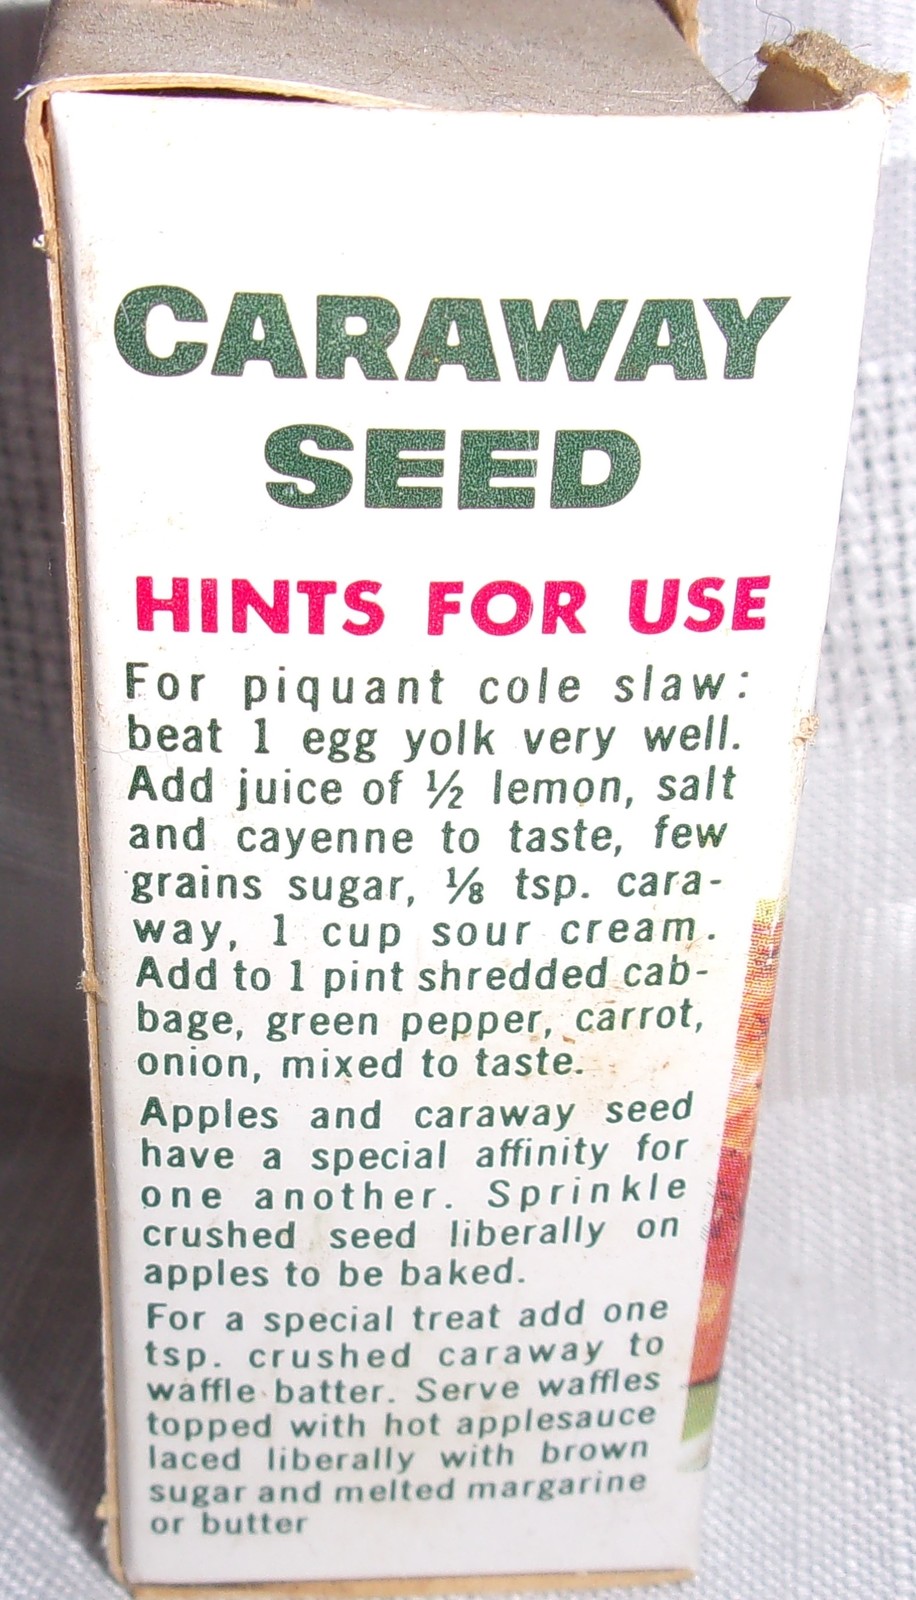 CARAWAY
SEED
HINTS FOR USE
For piquant cole slaw:
beat 1 egg yolk very well.
Add juice of ½ lemon, salt
and cayenne to taste, few
grains sugar, ⅛ tsp. cara-
way, 1 cup sour cream.
Add to 1 pint shredded cab-
bage, green pepper, carrot,
onion, mixed to taste.
Apples and caraway seed
have a special affinity for
one another. Sprinkle
crushed seed liberally on
apples to be baked.
For a special treat add one
tsp. crushed caraway to
waffle batter. Serve waffles
topped with hot applesauce
laced liberally with brown
sugar and melted margarine
or butter